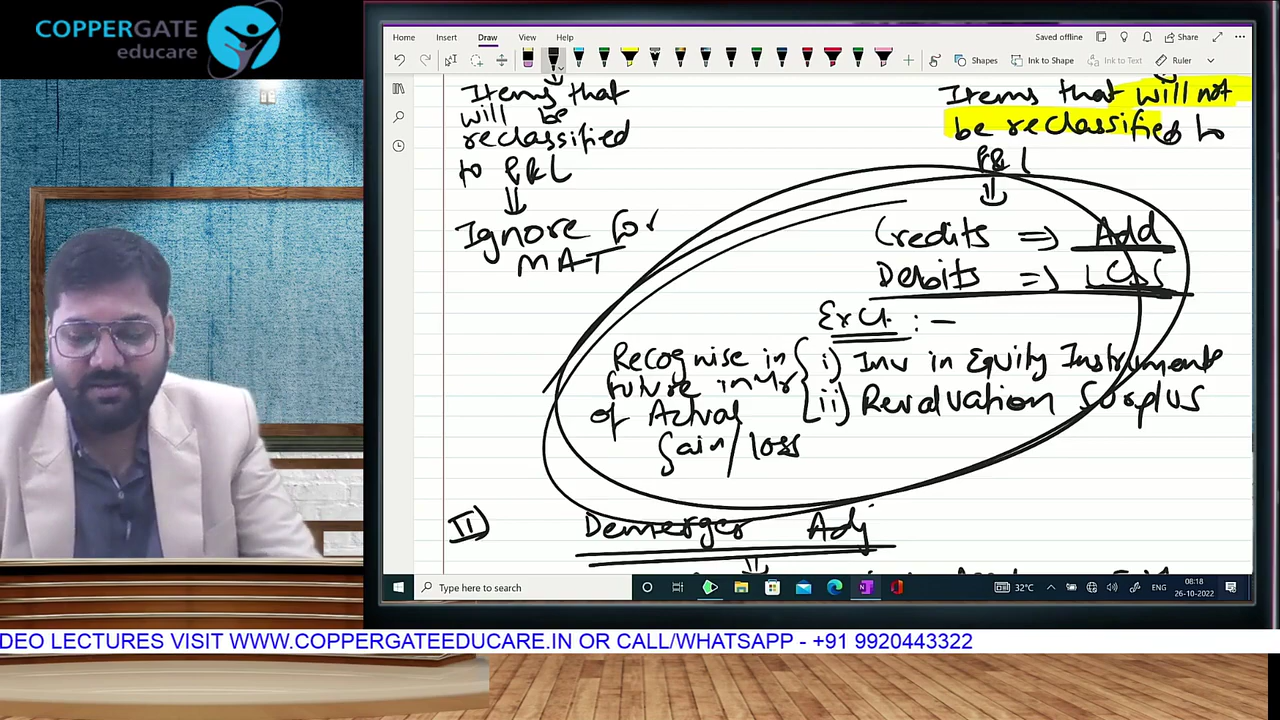 COPPERGATE
educare
Home Insert Draw View Help
Saved offline
Share
Shapes
Ink to Shape
Ink to Text
Ruler
Items that
will be
reclassified
to P&L
⇓
Ignore for
MAT
Items that will not
be reclassified to
P&L
⇓
Credits => Add
Debits => Less
Exct. : -
Recognise in
future in yr
of Actual
Gain/loss
i) Inv in Equity Instruments
ii) Revalvation Surplus
II) Demerger Adj
Type here to search
32°C
ENG
08:18
26-10-2022
DEO LECTURES VISIT WWW.COPPERGATEEDUCARE.IN OR CALL/WHATSAPP - +91 9920443322